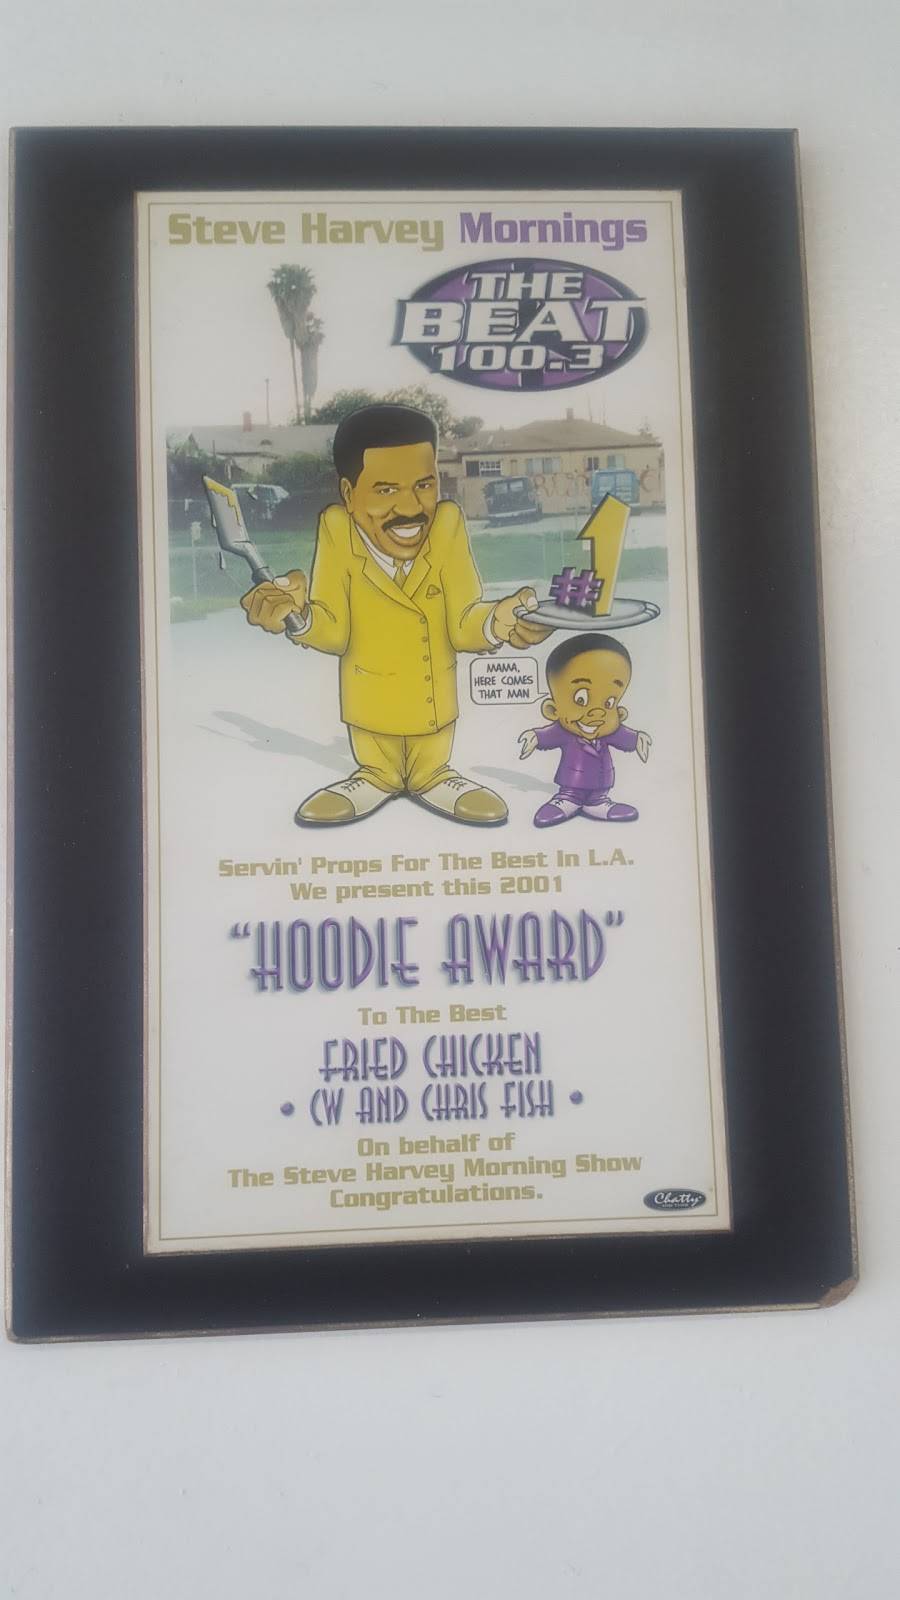 Steve Harvey Mornings
THE
BEAT
100.3
#1
MAMA,
HERE COMES
THAT MAN
Servin' Props For The Best In L.A.
We present this 2001
"HOODIE AWARD"
To The Best
FRIED CHICKEN
• CW AND CHRIS FISH •
On behalf of
The Steve Harvey Morning Show
Congratulations.
Chatty